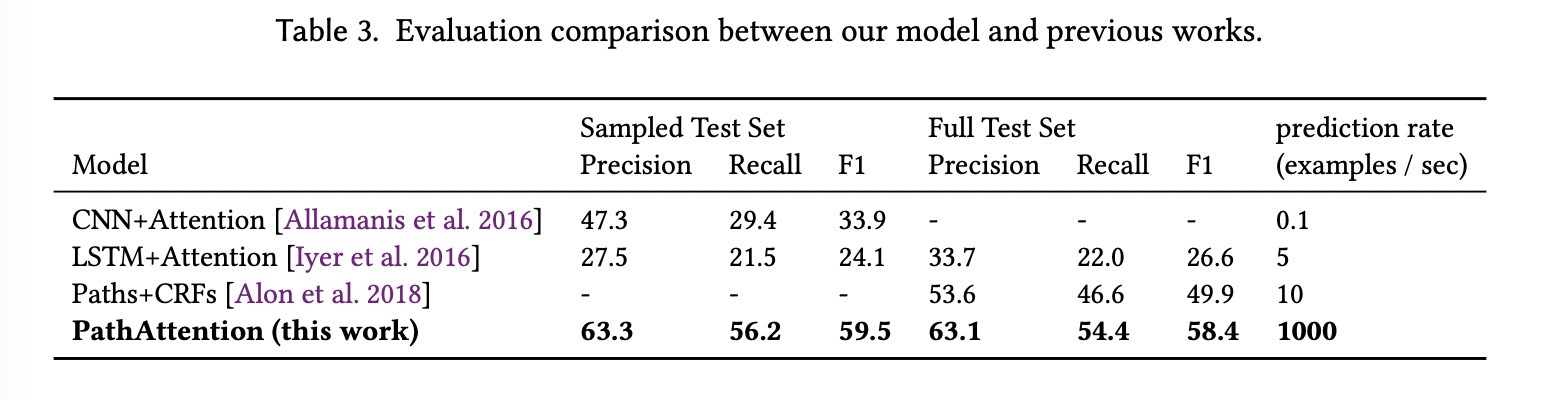 Table 3. Evaluation comparison between our model and previous works.
Sampled Test Set Full Test Set prediction rate
Model Precision Recall F1 Precision Recall F1 (examples / sec)
CNN+Attention [Allamanis et al. 2016] 47.3 29.4 33.9 - - - 0.1
LSTM+Attention [Iyer et al. 2016] 27.5 21.5 24.1 33.7 22.0 26.6 5
Paths+CRFs [Alon et al. 2018] - - - 53.6 46.6 49.9 10
PathAttention (this work) 63.3 56.2 59.5 63.1 54.4 58.4 1000